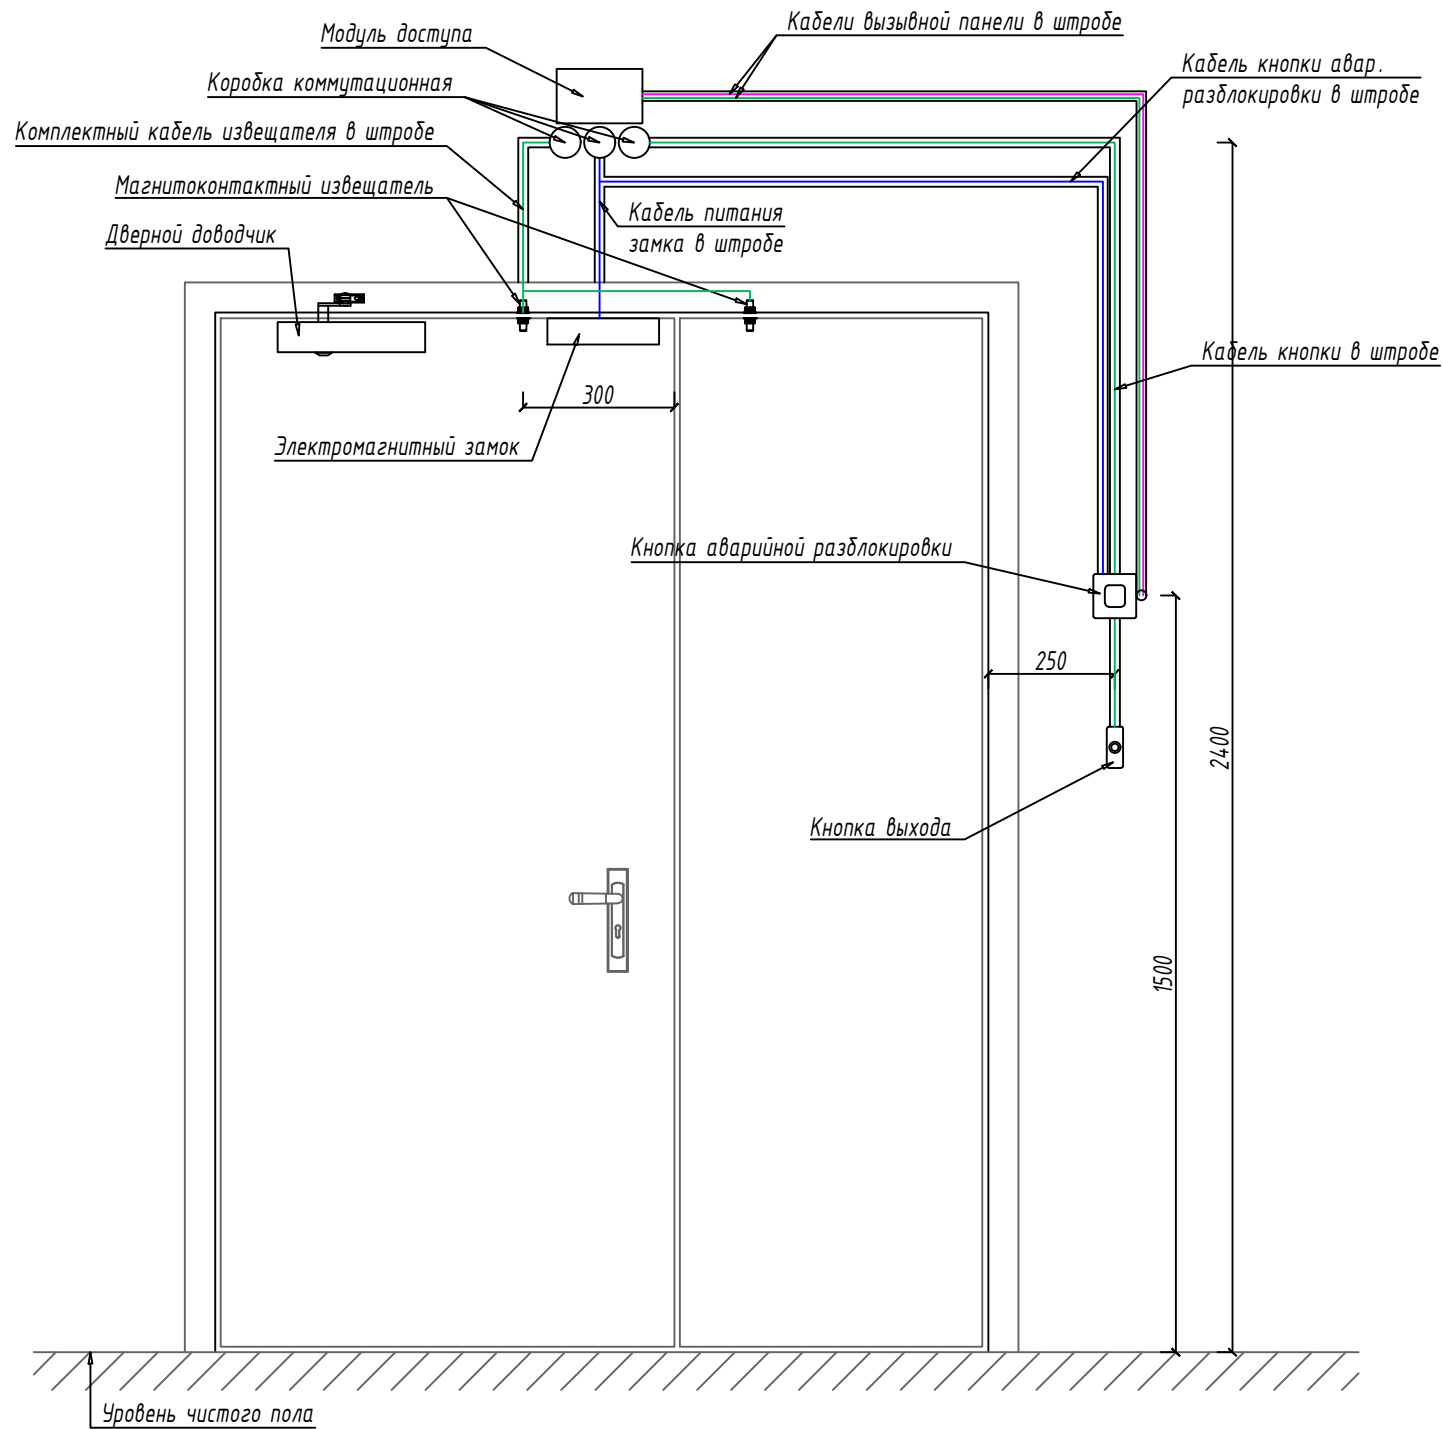 Кабели вызывной панели в штробе
Модуль доступа
Кабель кнопки авар.
разблокировки в штробе
Коробка коммутационная
Комплектный кабель извещателя в штробе
Магнитоконтактный извещатель
Кабель питания
замка в штробе
Дверной доводчик
Кабель кнопки в штробе
300
Электромагнитный замок
Кнопка аварийной разблокировки
250
2400
Кнопка выхода
1500
Уровень чистого пола